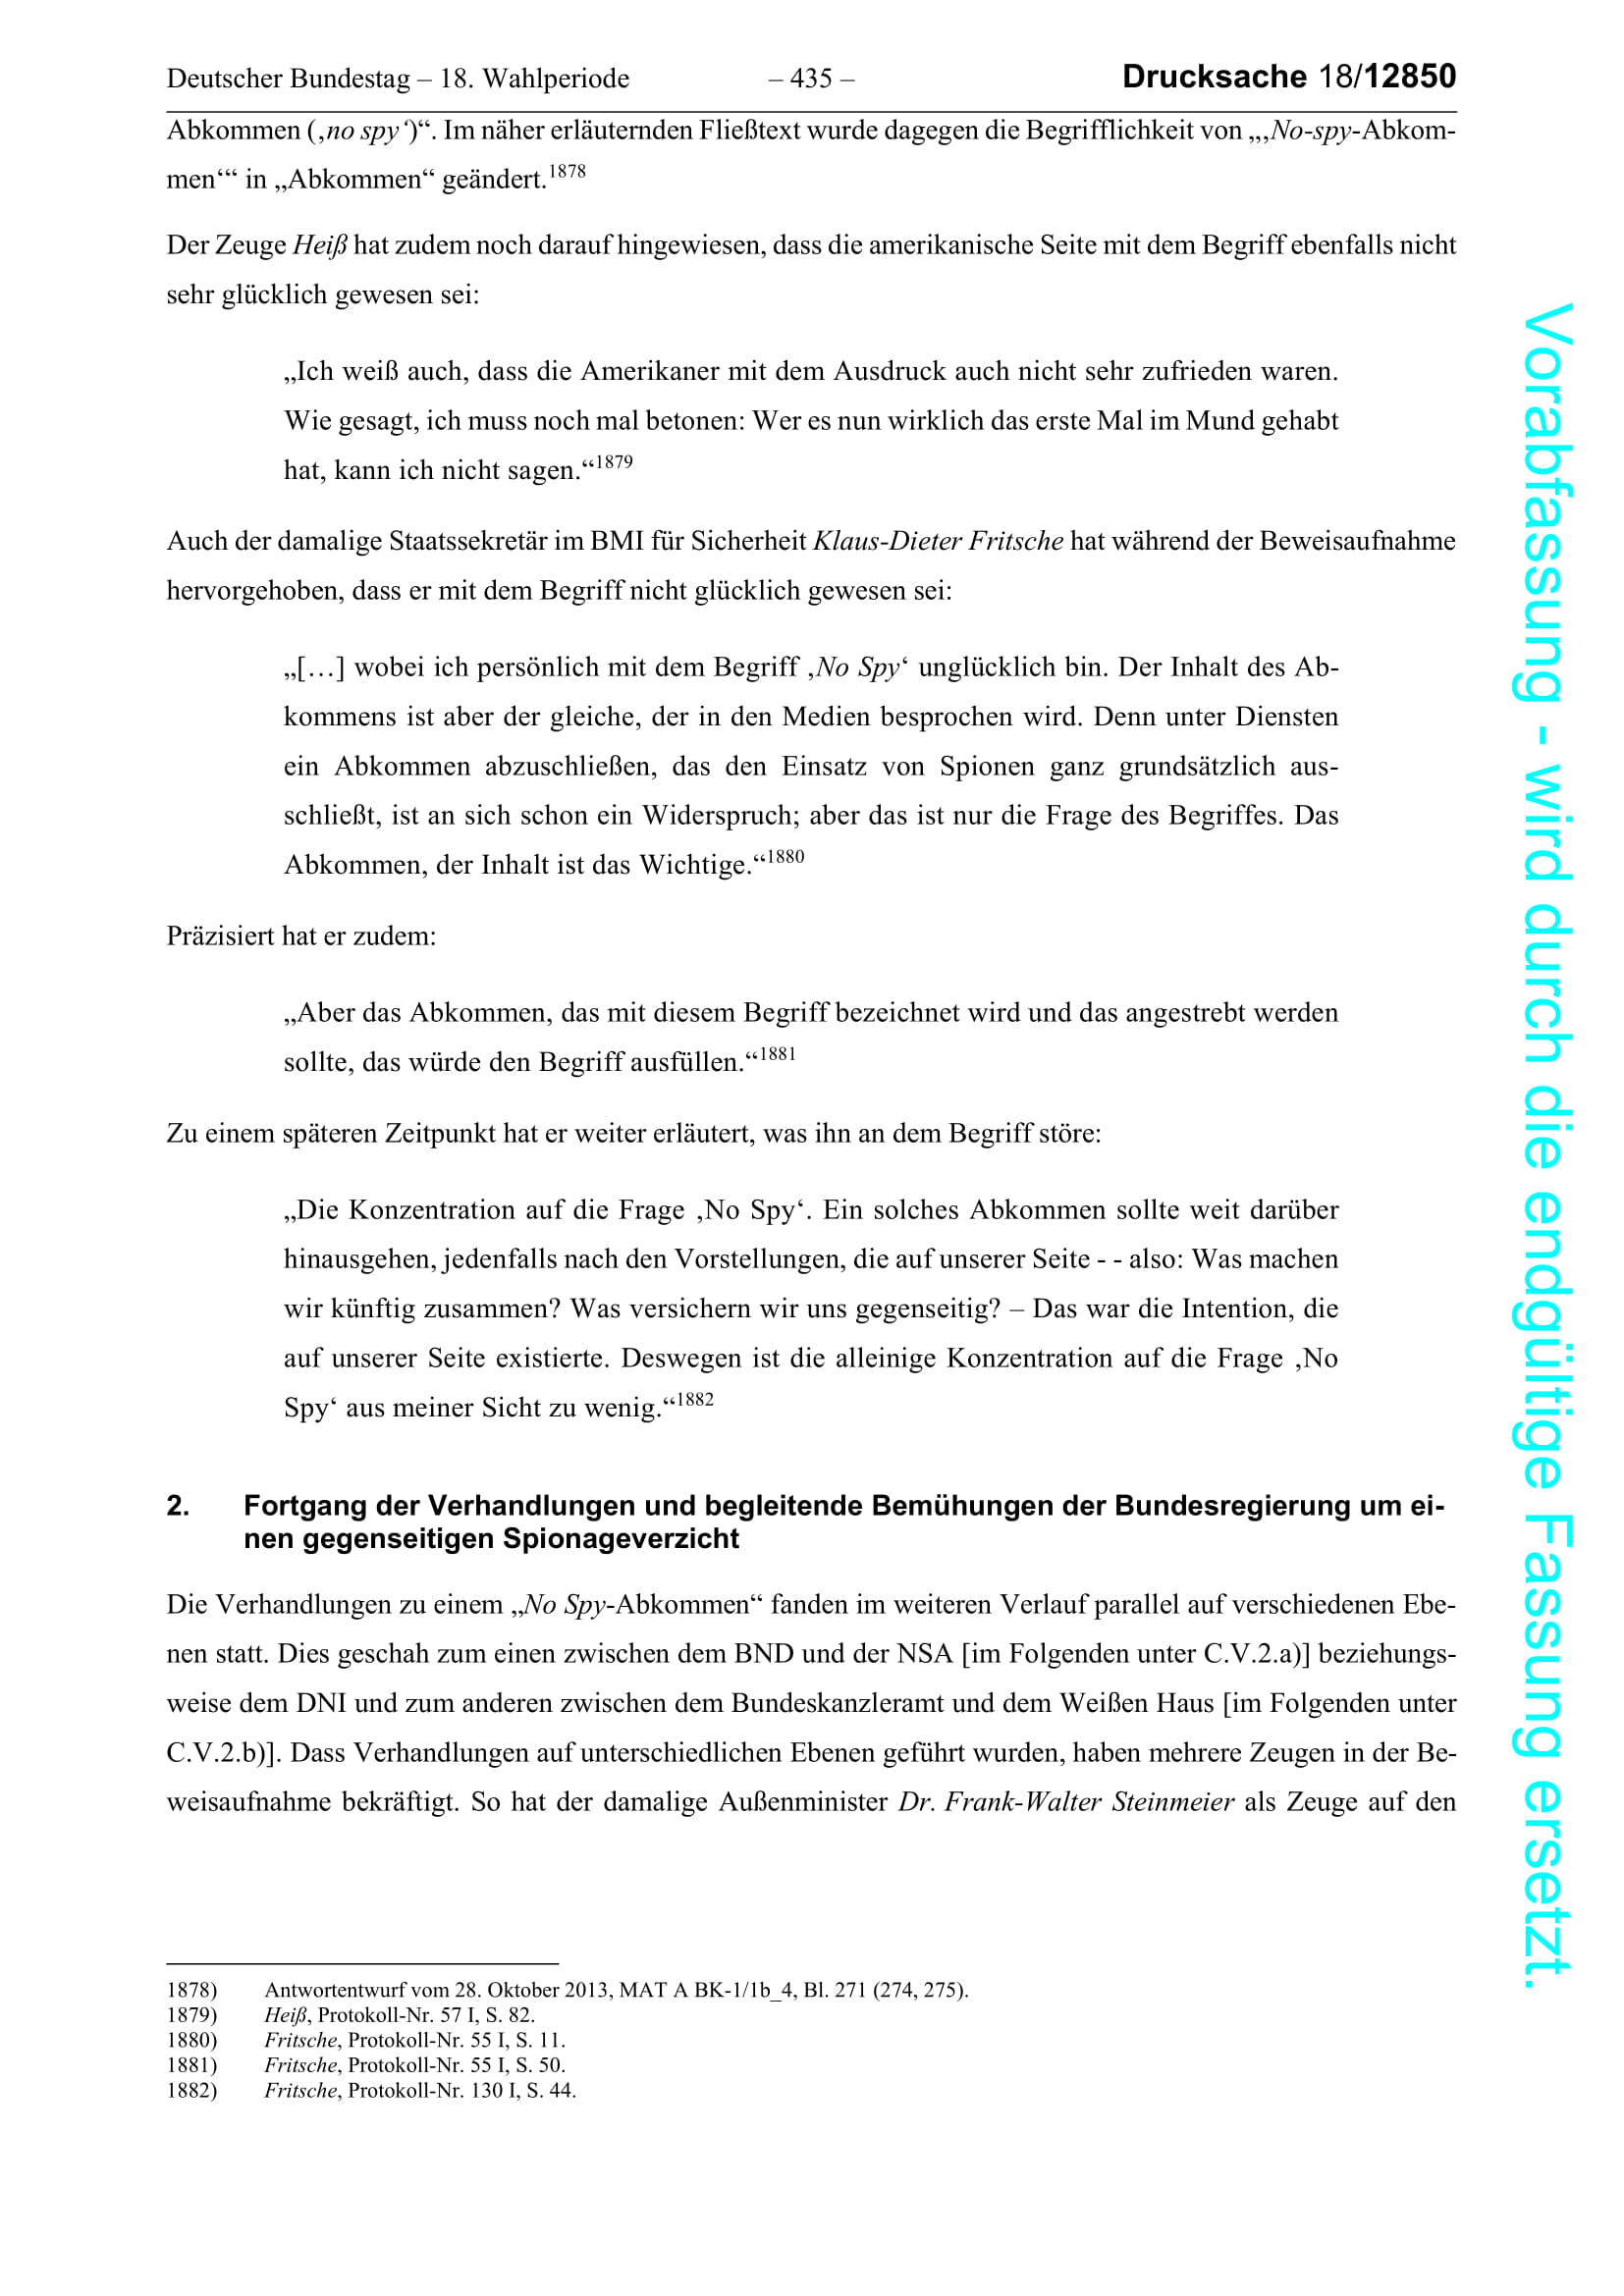 Deutscher Bundestag – 18. Wahlperiode – 435 – Drucksache 18/12850
Abkommen (‚no spy‘)“. Im näher erläuternden Fließtext wurde dagegen die Begrifflichkeit von „‚No-spy-Abkom-
men‘“ in „Abkommen“ geändert.1878
Der Zeuge Heiß hat zudem noch darauf hingewiesen, dass die amerikanische Seite mit dem Begriff ebenfalls nicht
sehr glücklich gewesen sei:
„Ich weiß auch, dass die Amerikaner mit dem Ausdruck auch nicht sehr zufrieden waren.
Wie gesagt, ich muss noch mal betonen: Wer es nun wirklich das erste Mal im Mund gehabt
hat, kann ich nicht sagen.“1879
Auch der damalige Staatssekretär im BMI für Sicherheit Klaus-Dieter Fritsche hat während der Beweisaufnahme
hervorgehoben, dass er mit dem Begriff nicht glücklich gewesen sei:
„[…] wobei ich persönlich mit dem Begriff ‚No Spy‘ unglücklich bin. Der Inhalt des Ab-
kommens ist aber der gleiche, der in den Medien besprochen wird. Denn unter Diensten
ein Abkommen abzuschließen, das den Einsatz von Spionen ganz grundsätzlich aus-
schließt, ist an sich schon ein Widerspruch; aber das ist nur die Frage des Begriffes. Das
Abkommen, der Inhalt ist das Wichtige.“1880
Präzisiert hat er zudem:
„Aber das Abkommen, das mit diesem Begriff bezeichnet wird und das angestrebt werden
sollte, das würde den Begriff ausfüllen.“1881
Zu einem späteren Zeitpunkt hat er weiter erläutert, was ihn an dem Begriff störe:
„Die Konzentration auf die Frage ‚No Spy‘. Ein solches Abkommen sollte weit darüber
hinausgehen, jedenfalls nach den Vorstellungen, die auf unserer Seite - - also: Was machen
wir künftig zusammen? Was versichern wir uns gegenseitig? – Das war die Intention, die
auf unserer Seite existierte. Deswegen ist die alleinige Konzentration auf die Frage ‚No
Spy‘ aus meiner Sicht zu wenig.“1882
2. Fortgang der Verhandlungen und begleitende Bemühungen der Bundesregierung um ei-
nen gegenseitigen Spionageverzicht
Die Verhandlungen zu einem „No Spy-Abkommen“ fanden im weiteren Verlauf parallel auf verschiedenen Ebe-
nen statt. Dies geschah zum einen zwischen dem BND und der NSA [im Folgenden unter C.V.2.a)] beziehungs-
weise dem DNI und zum anderen zwischen dem Bundeskanzleramt und dem Weißen Haus [im Folgenden unter
C.V.2.b)]. Dass Verhandlungen auf unterschiedlichen Ebenen geführt wurden, haben mehrere Zeugen in der Be-
weisaufnahme bekräftigt. So hat der damalige Außenminister Dr. Frank-Walter Steinmeier als Zeuge auf den
1878) Antwortentwurf vom 28. Oktober 2013, MAT A BK-1/1b_4, Bl. 271 (274, 275).
1879) Heiß, Protokoll-Nr. 57 I, S. 82.
1880) Fritsche, Protokoll-Nr. 55 I, S. 11.
1881) Fritsche, Protokoll-Nr. 55 I, S. 50.
1882) Fritsche, Protokoll-Nr. 130 I, S. 44.
Vorabfassung - wird durch die endgültige Fassung ersetzt.